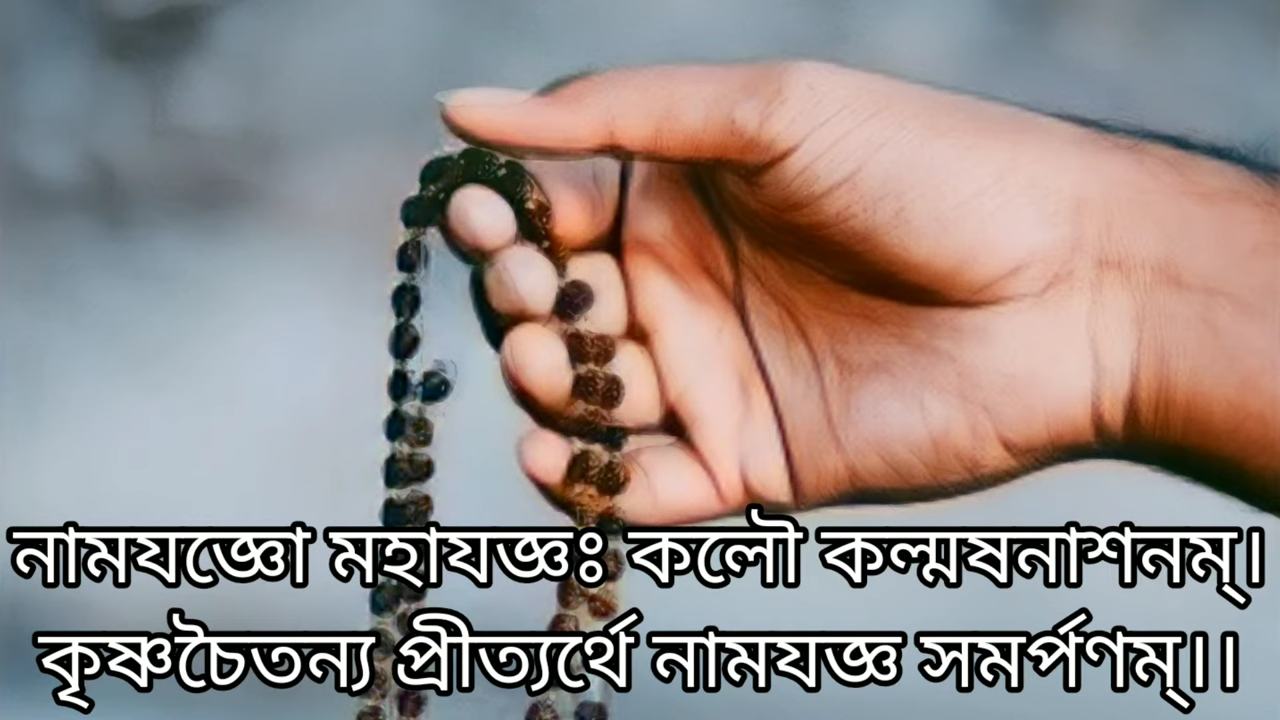 নামযজ্ঞো মহাযজ্ঞঃ কলৌ কল্মষনাশনম্।
কৃষ্ণচৈতন্য প্রীত্যর্থে নামযজ্ঞ সমর্পণম্।।